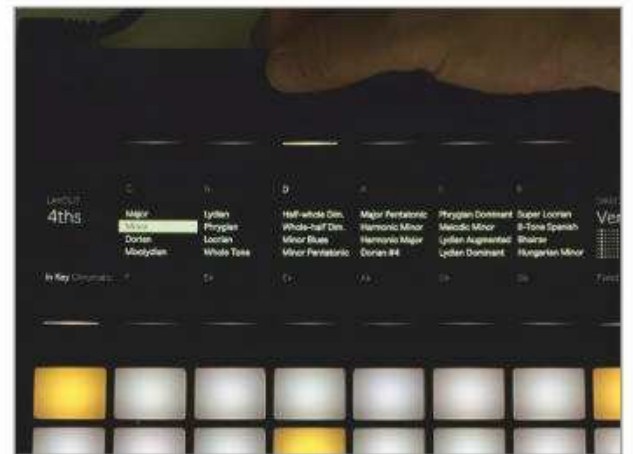 C G D A E B
LAYOUT
4ths
Major Lydian Half-whole Dim. Major Pentatonic Phrygian Dominant Super Locrian
Minor Phrygian Whole-half Dim. Harmonic Minor Melodic Minor 8-Tone Spanish
Dorian Locrian Minor Blues Harmonic Major Lydian Augmented Bhairav
Mixolydian Whole Tone Minor Pentatonic Dorian #4 Lydian Dominant Hungarian Minor
In Key Chromatic F